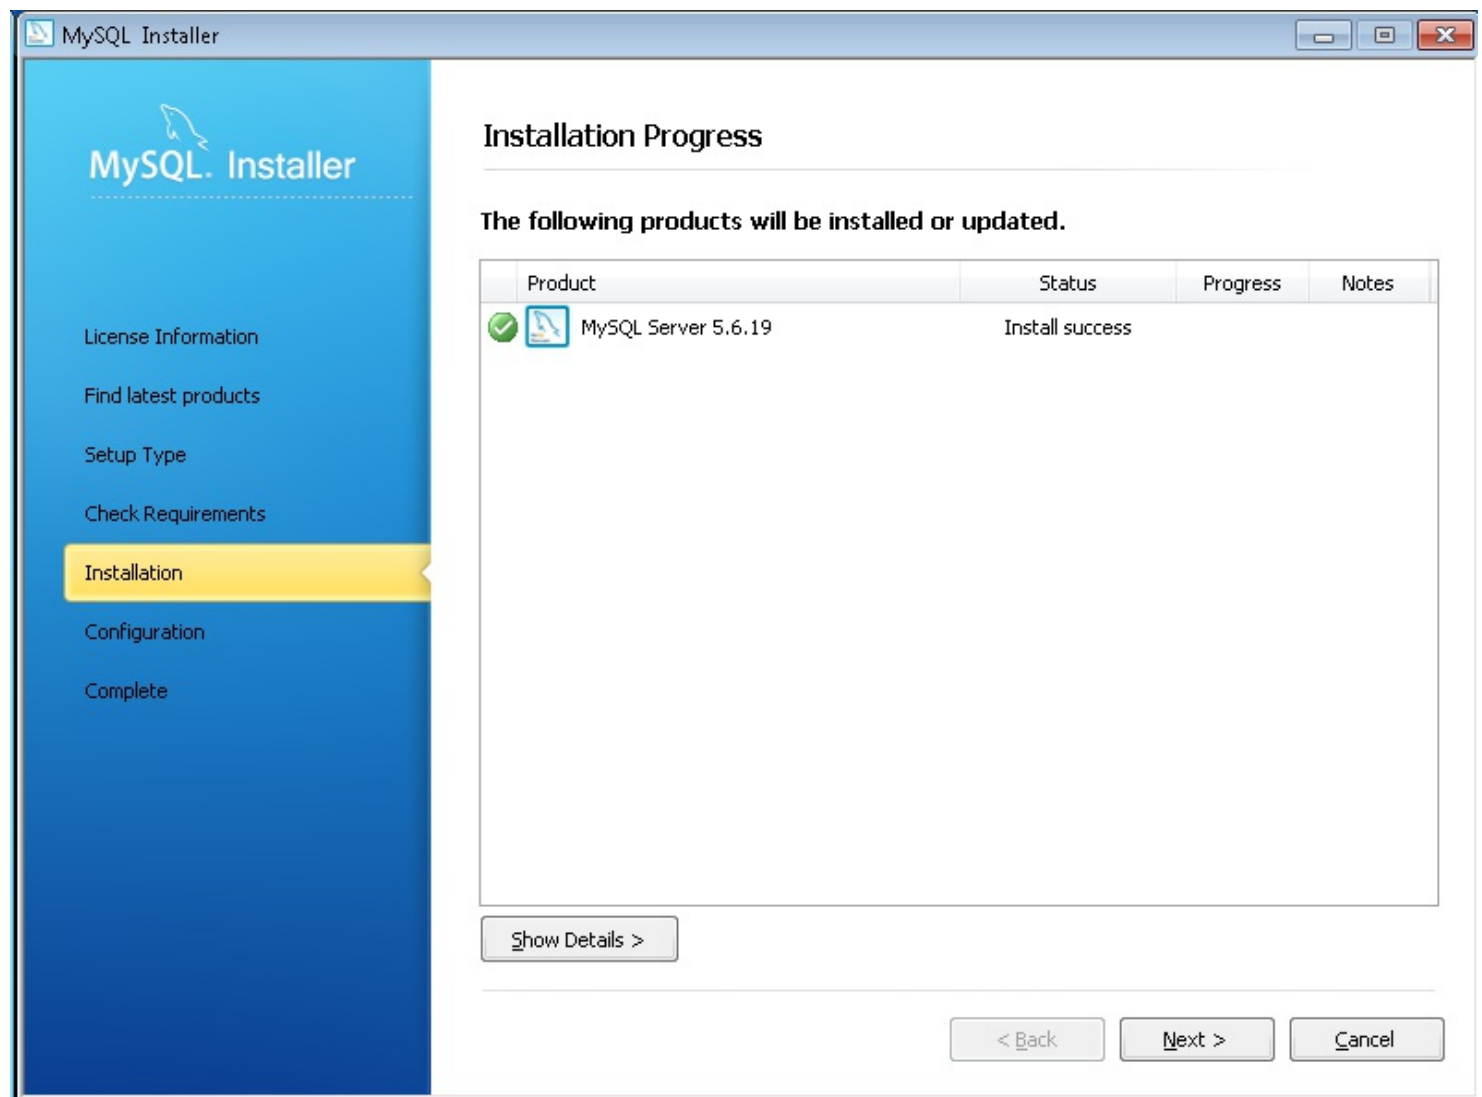 MySQL Installer
MySQL. Installer
License Information
Find latest products
Setup Type
Check Requirements
Installation
Configuration
Complete
Installation Progress
The following products will be installed or updated.
Product Status Progress Notes
MySQL Server 5.6.19 Install success
Show Details >
< Back Next > Cancel